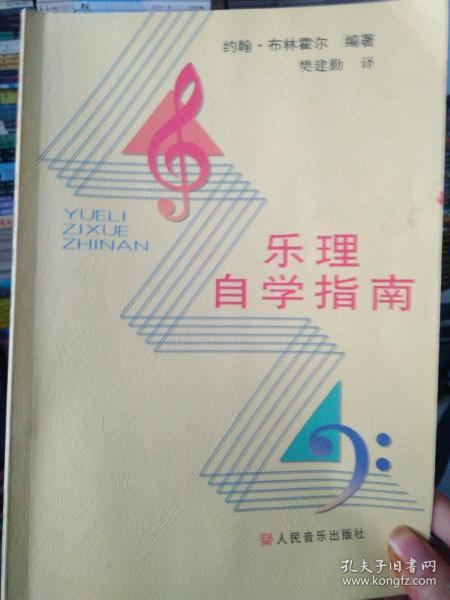 约翰·布林霍尔 编著
樊建勤 译
YUELI
ZIXUE
ZHINAN
乐理
自学指南
人民音乐出版社
孔夫子旧书网
www.kongfz.com